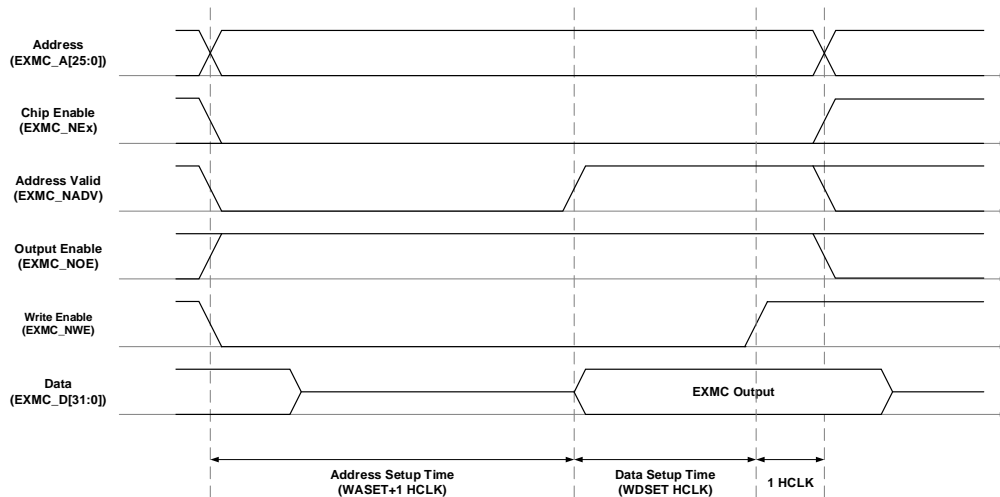 Address
(EXMC_A[25:0])
Chip Enable
(EXMC_NEx)
Address Valid
(EXMC_NADV)
Output Enable
(EXMC_NOE)
Write Enable
(EXMC_NWE)
Data
(EXMC_D[31:0])
EXMC Output
Address Setup Time
(WASET+1 HCLK)
Data Setup Time
(WDSET HCLK)
1 HCLK